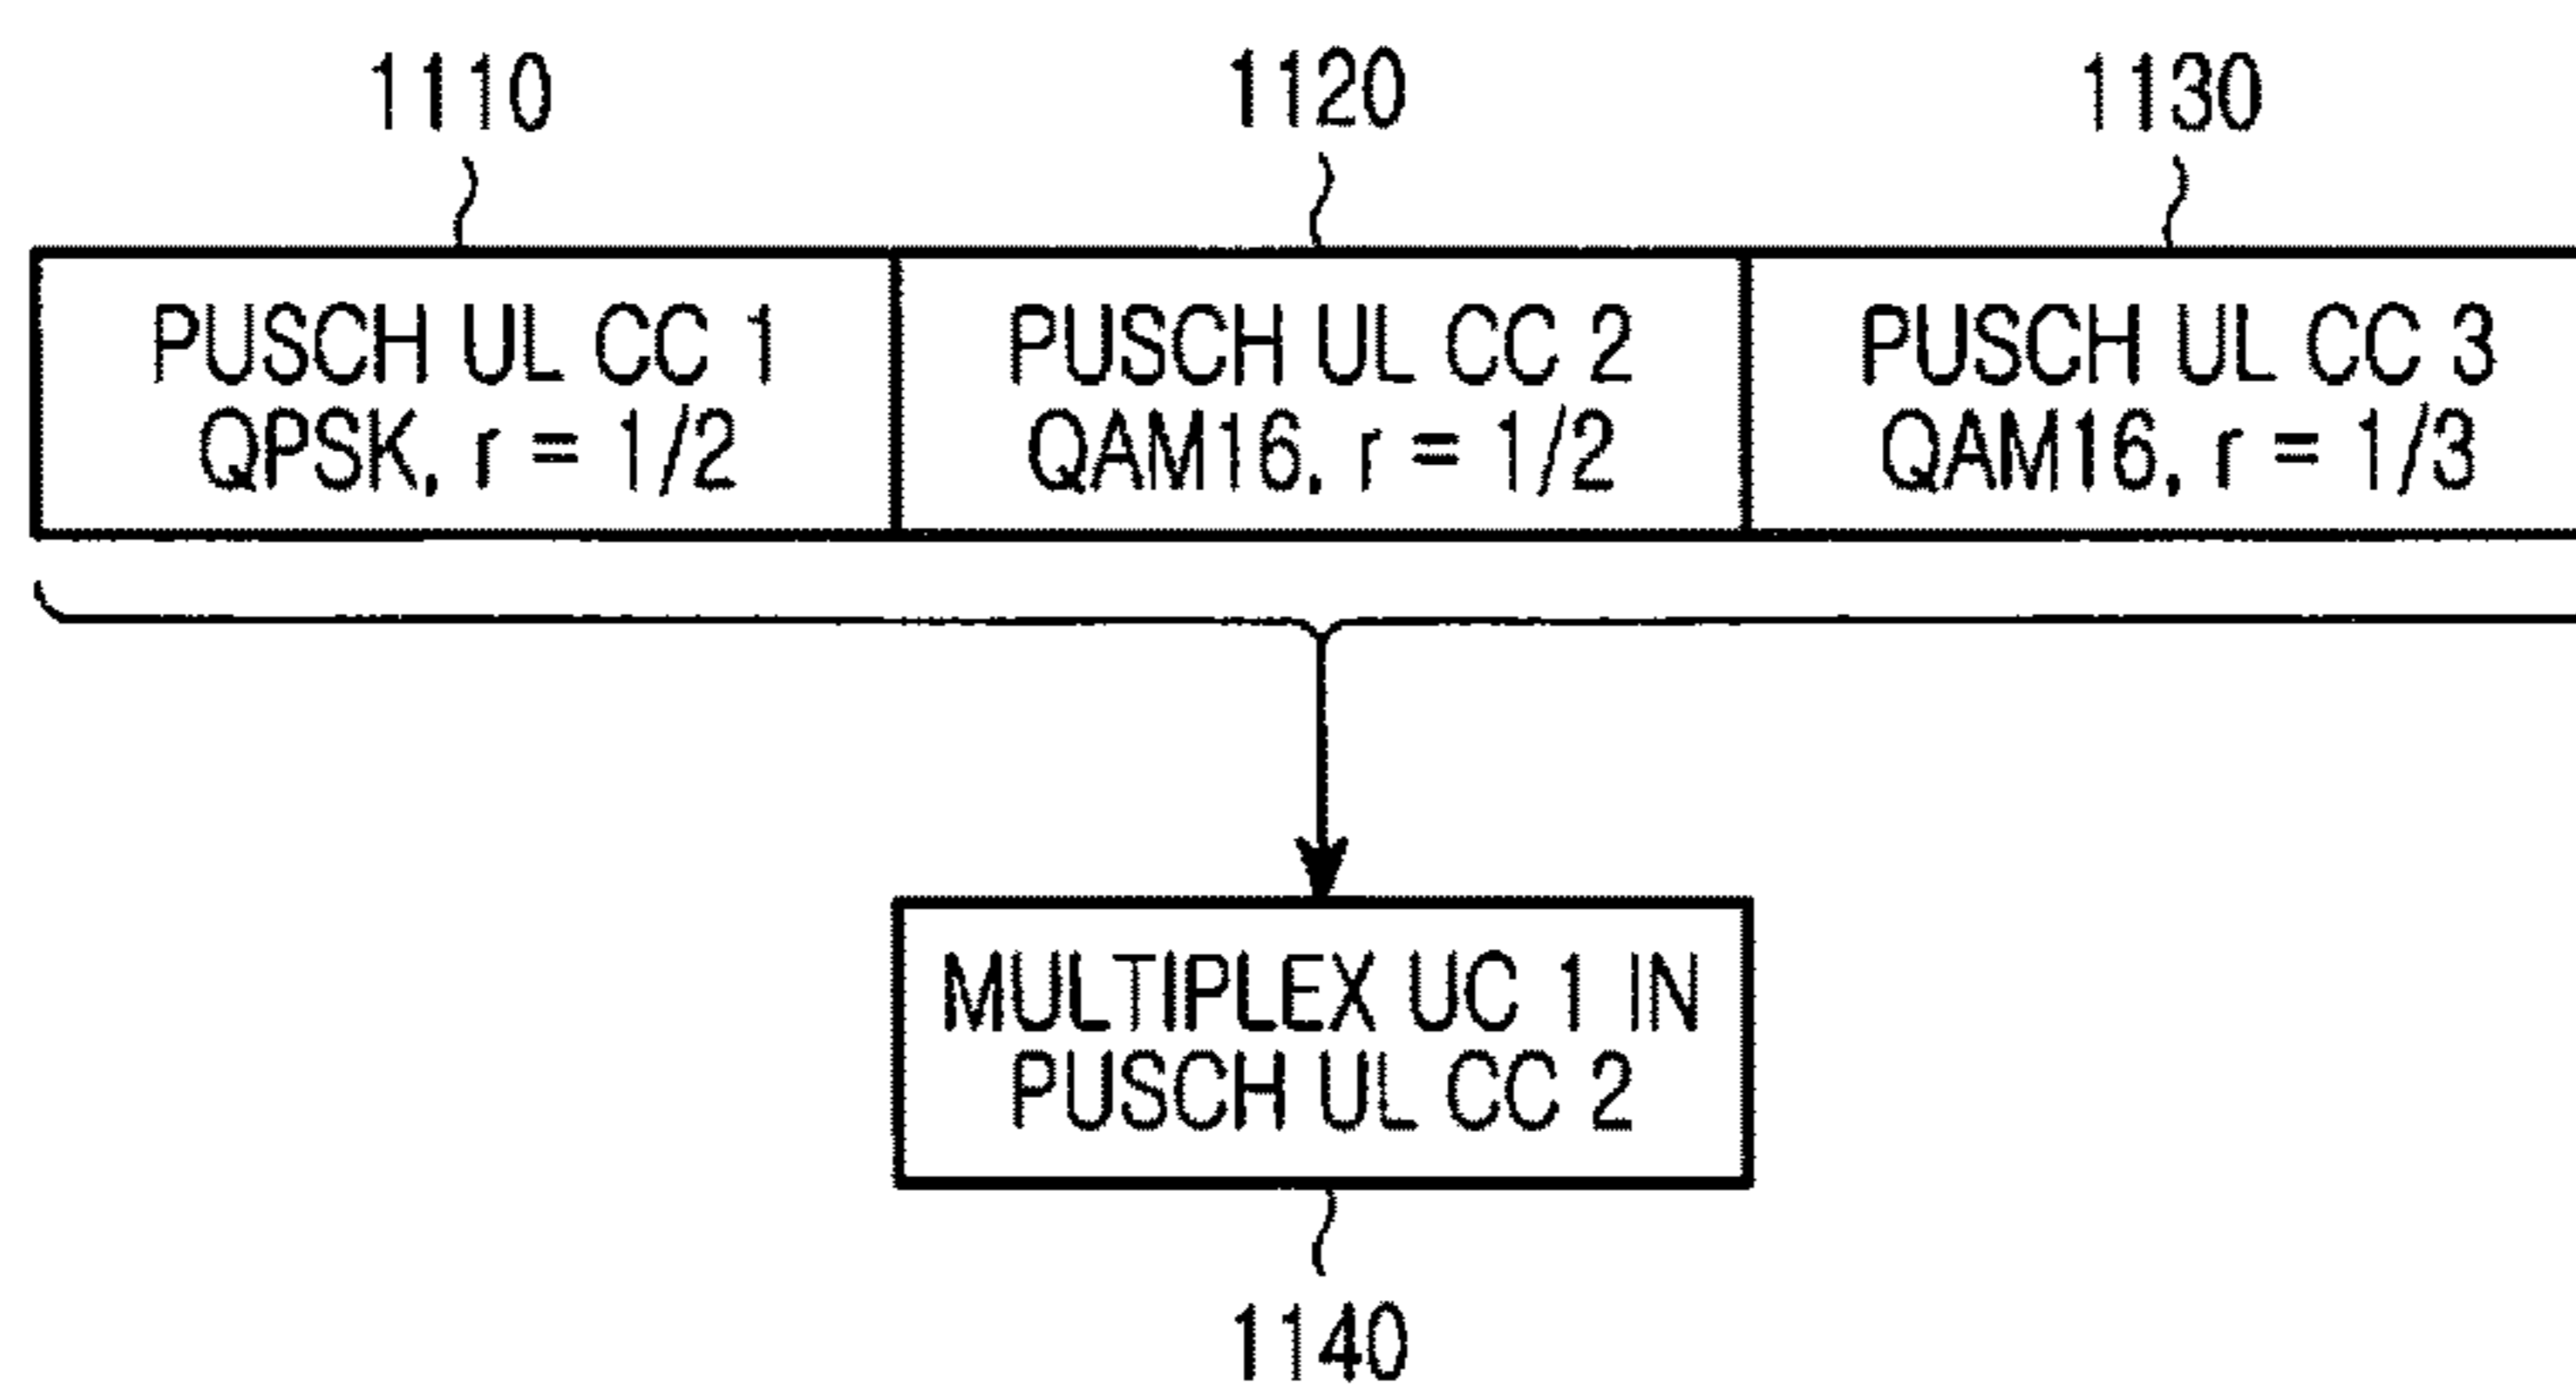 1110 1120 1130
PUSCH UL CC 1
QPSK, r = 1/2
PUSCH UL CC 2
QAM16, r = 1/2
PUSCH UL CC 3
QAM16, r = 1/3
MULTIPLEX UC 1 IN
PUSCH UL CC 2
1140